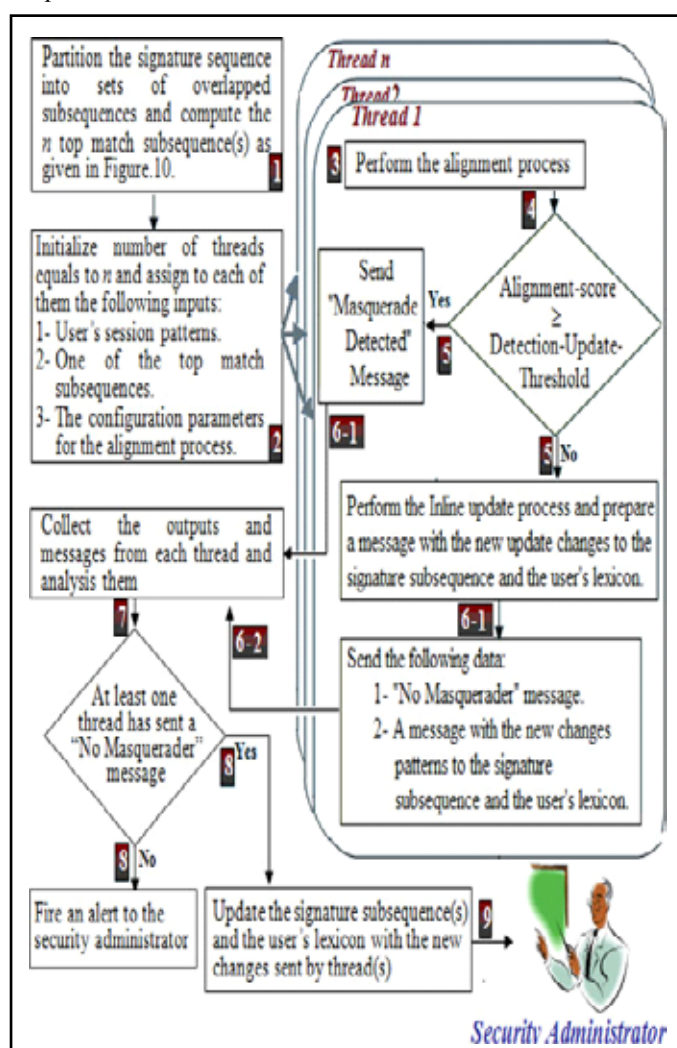 Partition the signature sequence
into sets of overlapped
subsequences and compute the
n top match subsequence(s) as
given in Figure.10.
1
Initialize number of threads
equals to n and assign to each of
them the following inputs:
1- User's session patterns.
2- One of the top match
subsequences.
3- The configuration parameters
for the alignment process.
2
Thread n
Thread 2
Thread 1
3
Perform the alignment process
4
Alignment-score
≥
Detection-Update-
Threshold
Yes
5
Send
"Masquerade
Detected"
Message
6-1
5
No
Perform the Inline update process and prepare
a message with the new update changes to the
signature subsequence and the user's lexicon.
6-1
Send the following data:
1- "No Masquerader" message.
2- A message with the new changes
patterns to the signature
subsequence and the user's lexicon.
6-2
Collect the outputs and
messages from each thread and
analysis them
7
At least one
thread has sent a
"No Masquerader"
message
8
Yes
8
No
Fire an alert to the
security administrator
Update the signature subsequence(s)
and the user's lexicon with the new
changes sent by thread(s)
9
Security Administrator